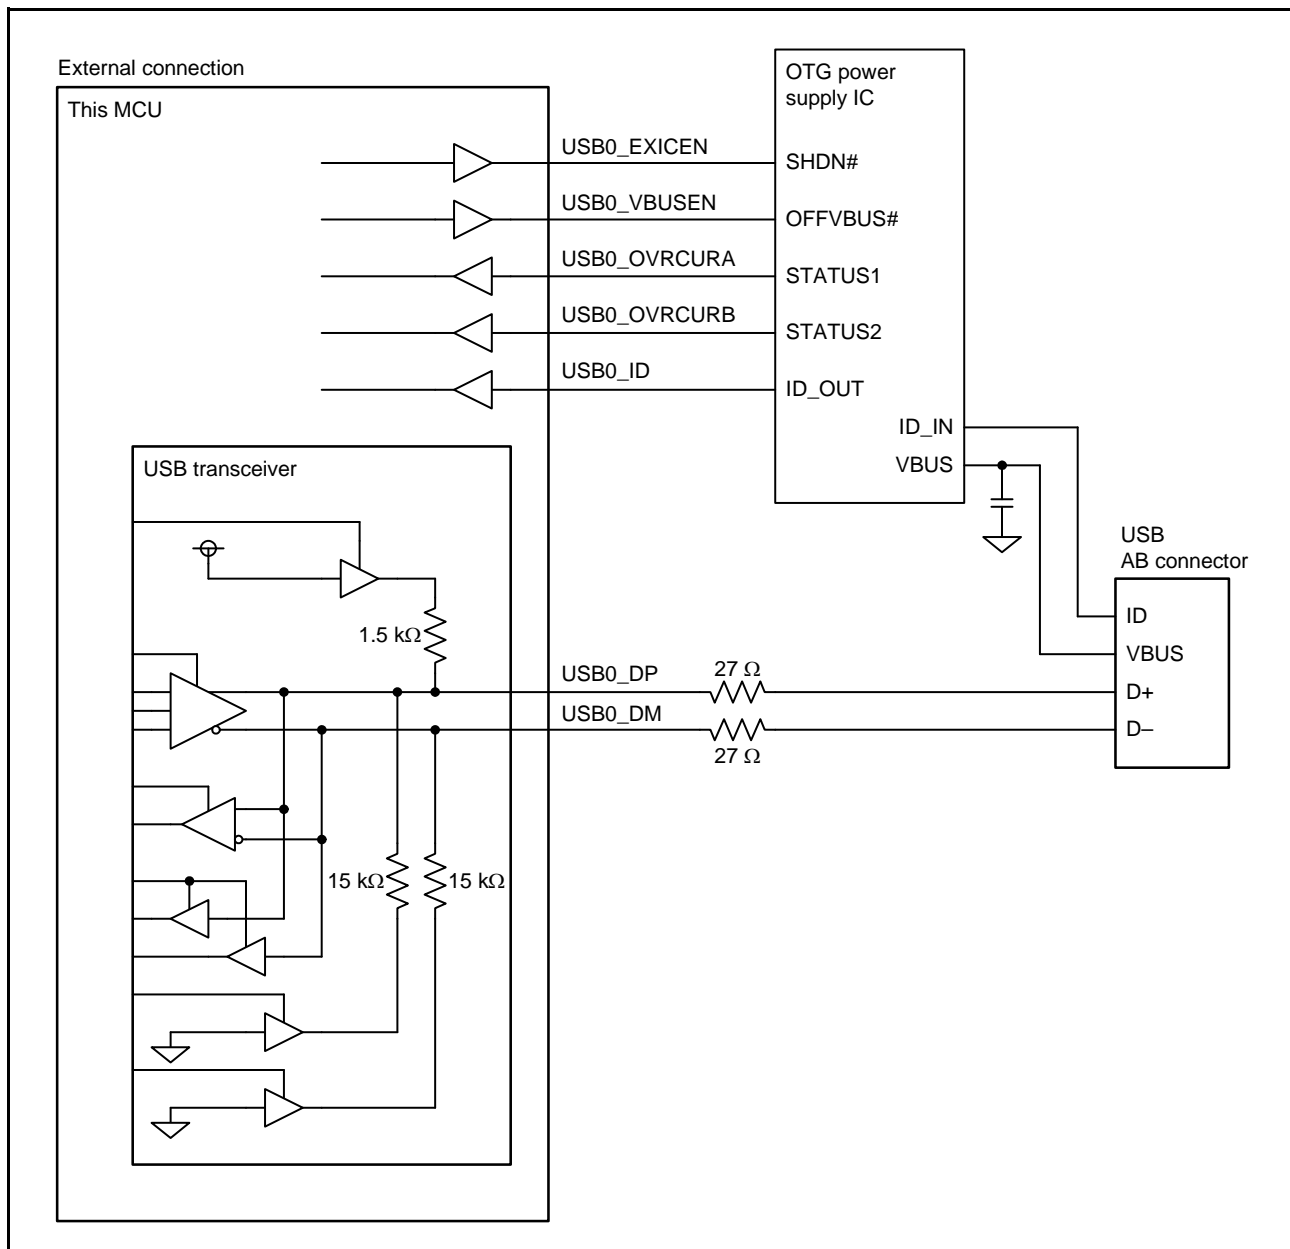 External connection
This MCU
OTG power
supply IC
USB0_EXICEN
SHDN#
USB0_VBUSEN
OFFVBUS#
USB0_OVRCURA
STATUS1
USB0_OVRCURB
STATUS2
USB0_ID
ID_OUT
ID_IN
VBUS
USB transceiver
USB
AB connector
ID
VBUS
D+
D–
1.5 kΩ
USB0_DP
27 Ω
USB0_DM
27 Ω
15 kΩ
15 kΩ